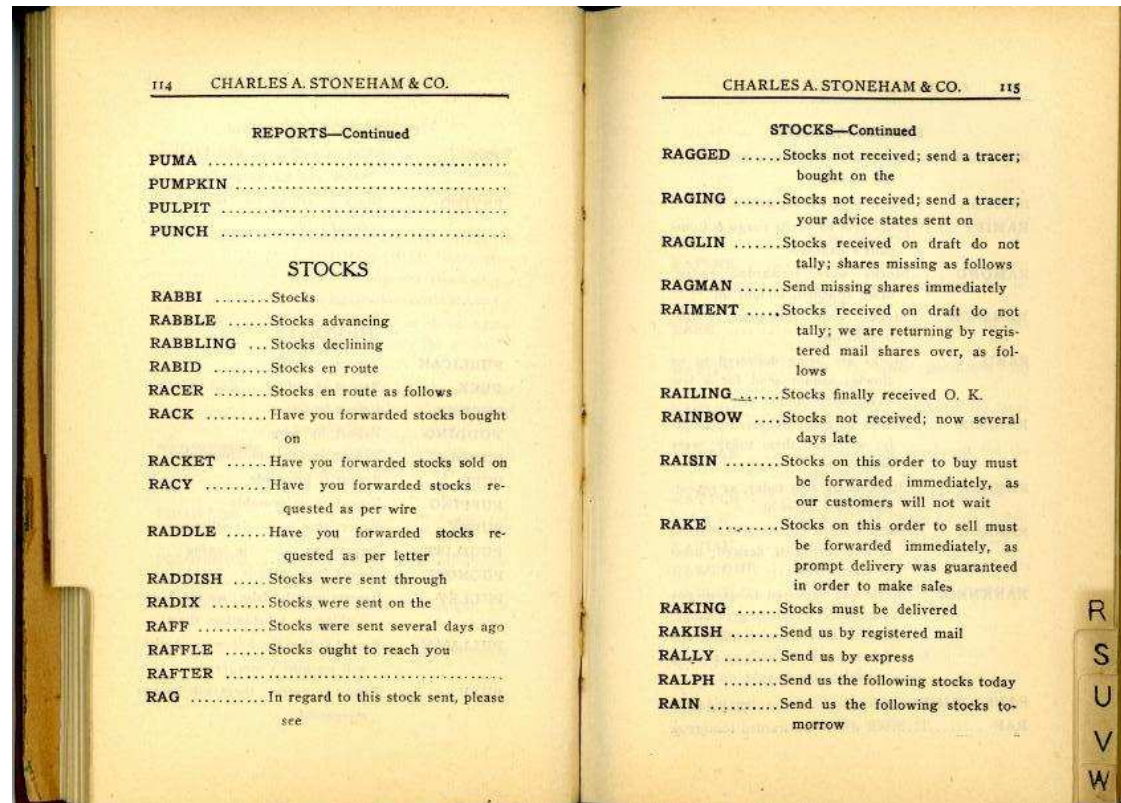 114 CHARLES A. STONEHAM & CO.
REPORTS—Continued
PUMA ........................................
PUMPKIN ........................................
PULPIT ........................................
PUNCH ........................................
STOCKS
RABBI ........Stocks
RABBLE ......Stocks advancing
RABBLING ...Stocks declining
RABID ........Stocks en route
RACER .......Stocks en route as follows
RACK .........Have you forwarded stocks bought
on
RACKET ......Have you forwarded stocks sold on
RACY .........Have you forwarded stocks re-
quested as per wire
RADDLE ......Have you forwarded stocks re-
quested as per letter
RADDISH .....Stocks were sent through
RADIX ........Stocks were sent on the
RAFF ..........Stocks were sent several days ago
RAFFLE ......Stocks ought to reach you
RAFTER ........................................
RAG ...........In regard to this stock sent, please
see
CHARLES A. STONEHAM & CO. 115
STOCKS—Continued
RAGGED ......Stocks not received; send a tracer;
bought on the
RAGING .......Stocks not received; send a tracer;
your advice states sent on
RAGLIN .......Stocks received on draft do not
tally; shares missing as follows
RAGMAN ......Send missing shares immediately
RAIMENT .....Stocks received on draft do not
tally; we are returning by regis-
tered mail shares over, as fol-
lows
RAILING.......Stocks finally received O. K.
RAINBOW ....Stocks not received; now several
days late
RAISIN ........Stocks on this order to buy must
be forwarded immediately, as
our customers will not wait
RAKE .........Stocks on this order to sell must
be forwarded immediately, as
prompt delivery was guaranteed
in order to make sales
RAKING ......Stocks must be delivered
RAKISH .......Send us by registered mail
RALLY ........Send us by express
RALPH ........Send us the following stocks today
RAIN ..........Send us the following stocks to-
morrow
R
S
U
V
W